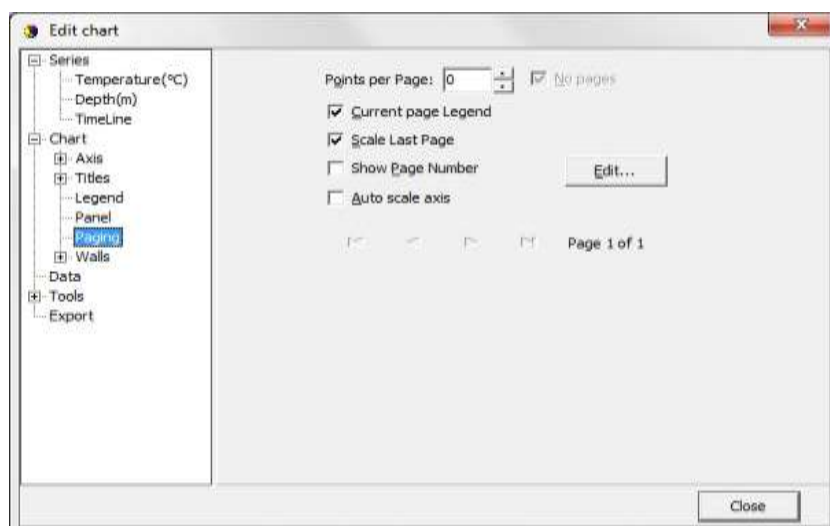 Edit chart
Series
Temperature(°C)
Depth(m)
TimeLine
Chart
Axis
Titles
Legend
Panel
Paging
Walls
Data
Tools
Export
Points per Page: 0 No pages
Current page Legend
Scale Last Page
Show Page Number Edit...
Auto scale axis
Page 1 of 1
Close